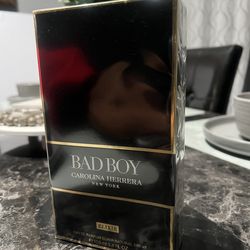 BAD BOY
CAROLINA HERRERA
NEW YORK
ELIXIR